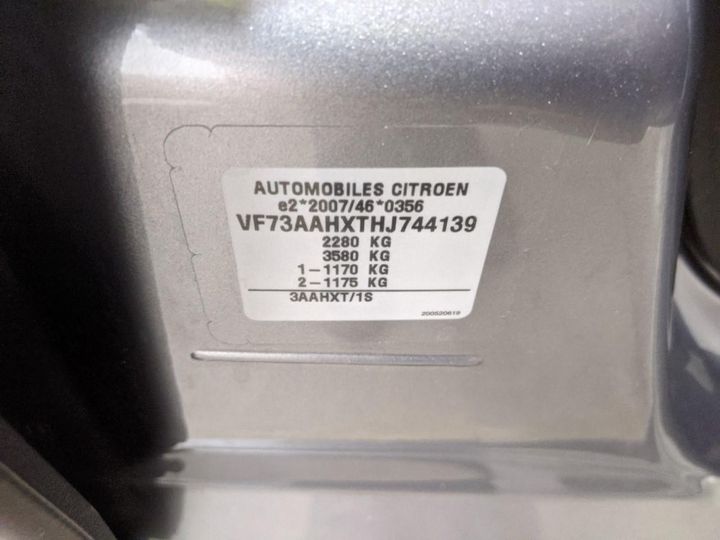 AUTOMOBILES CITROEN
e2*2007/46*0356
VF73AAHXTHJ744139
2280 KG
3580 KG
1-1170 KG
2-1175 KG
3AAHXT/1S
200520619